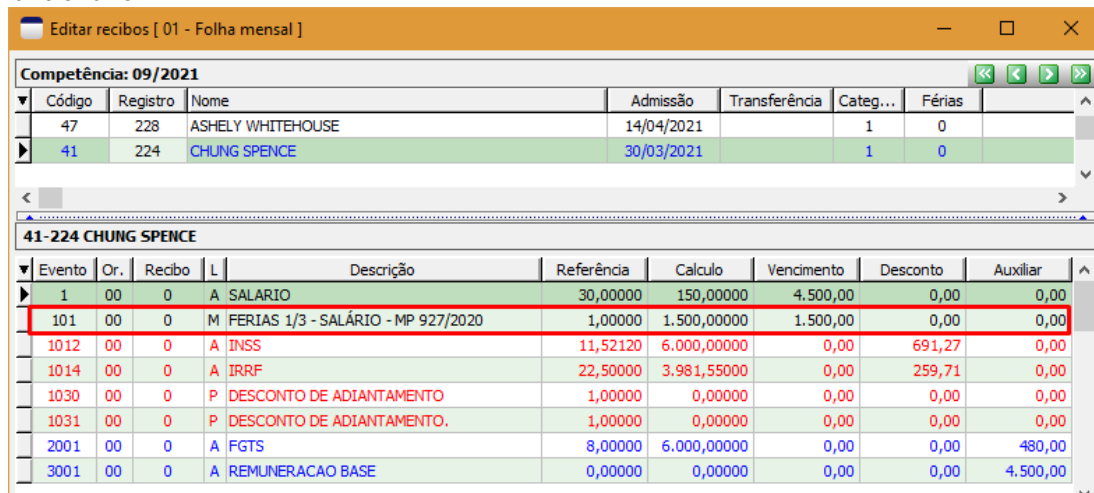 Editar recibos [ 01 - Folha mensal ]
Competência: 09/2021
Código Registro Nome Admissão Transferência Categ... Férias
47 228 ASHELY WHITEHOUSE 14/04/2021 1 0
41 224 CHUNG SPENCE 30/03/2021 1 0
41-224 CHUNG SPENCE
Evento Or. Recibo L Descrição Referência Calculo Vencimento Desconto Auxiliar
1 00 0 A SALARIO 30,00000 150,00000 4.500,00 0,00 0,00
101 00 0 M FERIAS 1/3 - SALÁRIO - MP 927/2020 1,00000 1.500,00000 1.500,00 0,00 0,00
1012 00 0 A INSS 11,52120 6.000,00000 0,00 691,27 0,00
1014 00 0 A IRRF 22,50000 3.981,55000 0,00 259,71 0,00
1030 00 0 P DESCONTO DE ADIANTAMENTO 1,00000 0,00000 0,00 0,00 0,00
1031 00 0 P DESCONTO DE ADIANTAMENTO. 1,00000 0,00000 0,00 0,00 0,00
2001 00 0 A FGTS 8,00000 6.000,00000 0,00 0,00 480,00
3001 00 0 A REMUNERACAO BASE 0,00000 0,00000 0,00 0,00 4.500,00